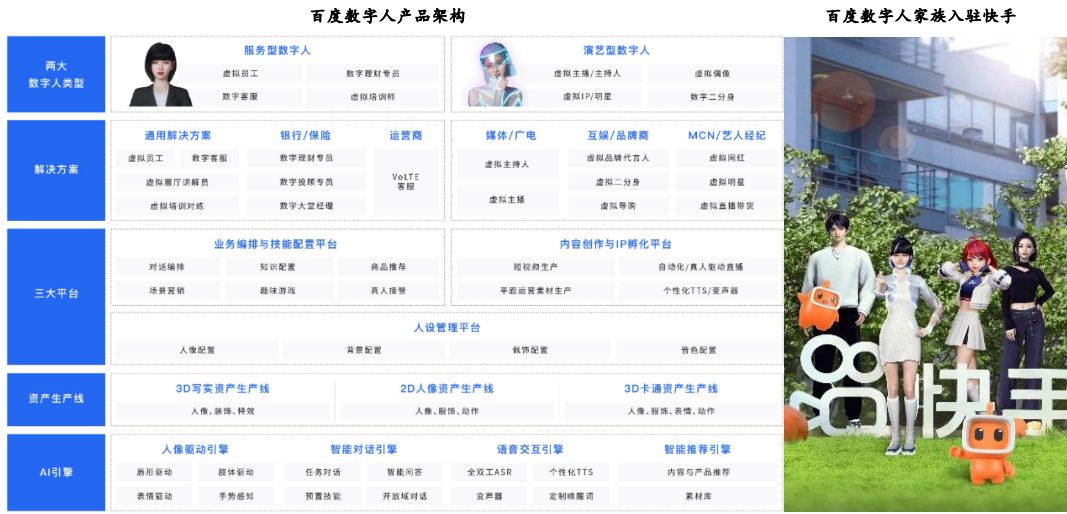 百度数字人产品架构
百度数字人家族入驻快手
两大
数字人类型
服务型数字人
虚拟员工
数字理财专员
数字客服
虚拟培训师
演艺型数字人
虚拟主播/主持人
虚拟偶像
虚拟IP/明星
数字二分身
解决方案
通用解决方案
虚拟员工
数字客服
虚拟展厅讲解员
虚拟培训对练
银行/保险
数字理财专员
数字投顾专员
数字大堂经理
运营商
VoLTE
客服
媒体/广电
虚拟主持人
虚拟主播
互娱/品牌商
虚拟品牌代言人
虚拟二分身
虚拟导购
MCN/艺人经纪
虚拟网红
虚拟明星
虚拟直播带货
三大平台
业务编排与技能配置平台
对话编排
知识配置
商品推荐
场景营销
趣味游戏
真人接管
内容创作与IP孵化平台
短视频生产
自动化/真人驱动直播
平面运营素材生产
个性化TTS/变声器
人设管理平台
人像配置
背景配置
佩饰配置
音色配置
资产生产线
3D写实资产生产线
人像、装饰、特效
2D人像资产生产线
人像、服饰、动作
3D卡通资产生产线
人像、服饰、表情、动作
AI引擎
人像驱动引擎
唇形驱动
肢体驱动
表情驱动
手势感知
智能对话引擎
任务对话
智能问答
预置技能
开放域对话
语音交互引擎
全双工ASR
个性化TTS
变声器
定制唤醒词
智能推荐引擎
内容与产品推荐
素材库
快手